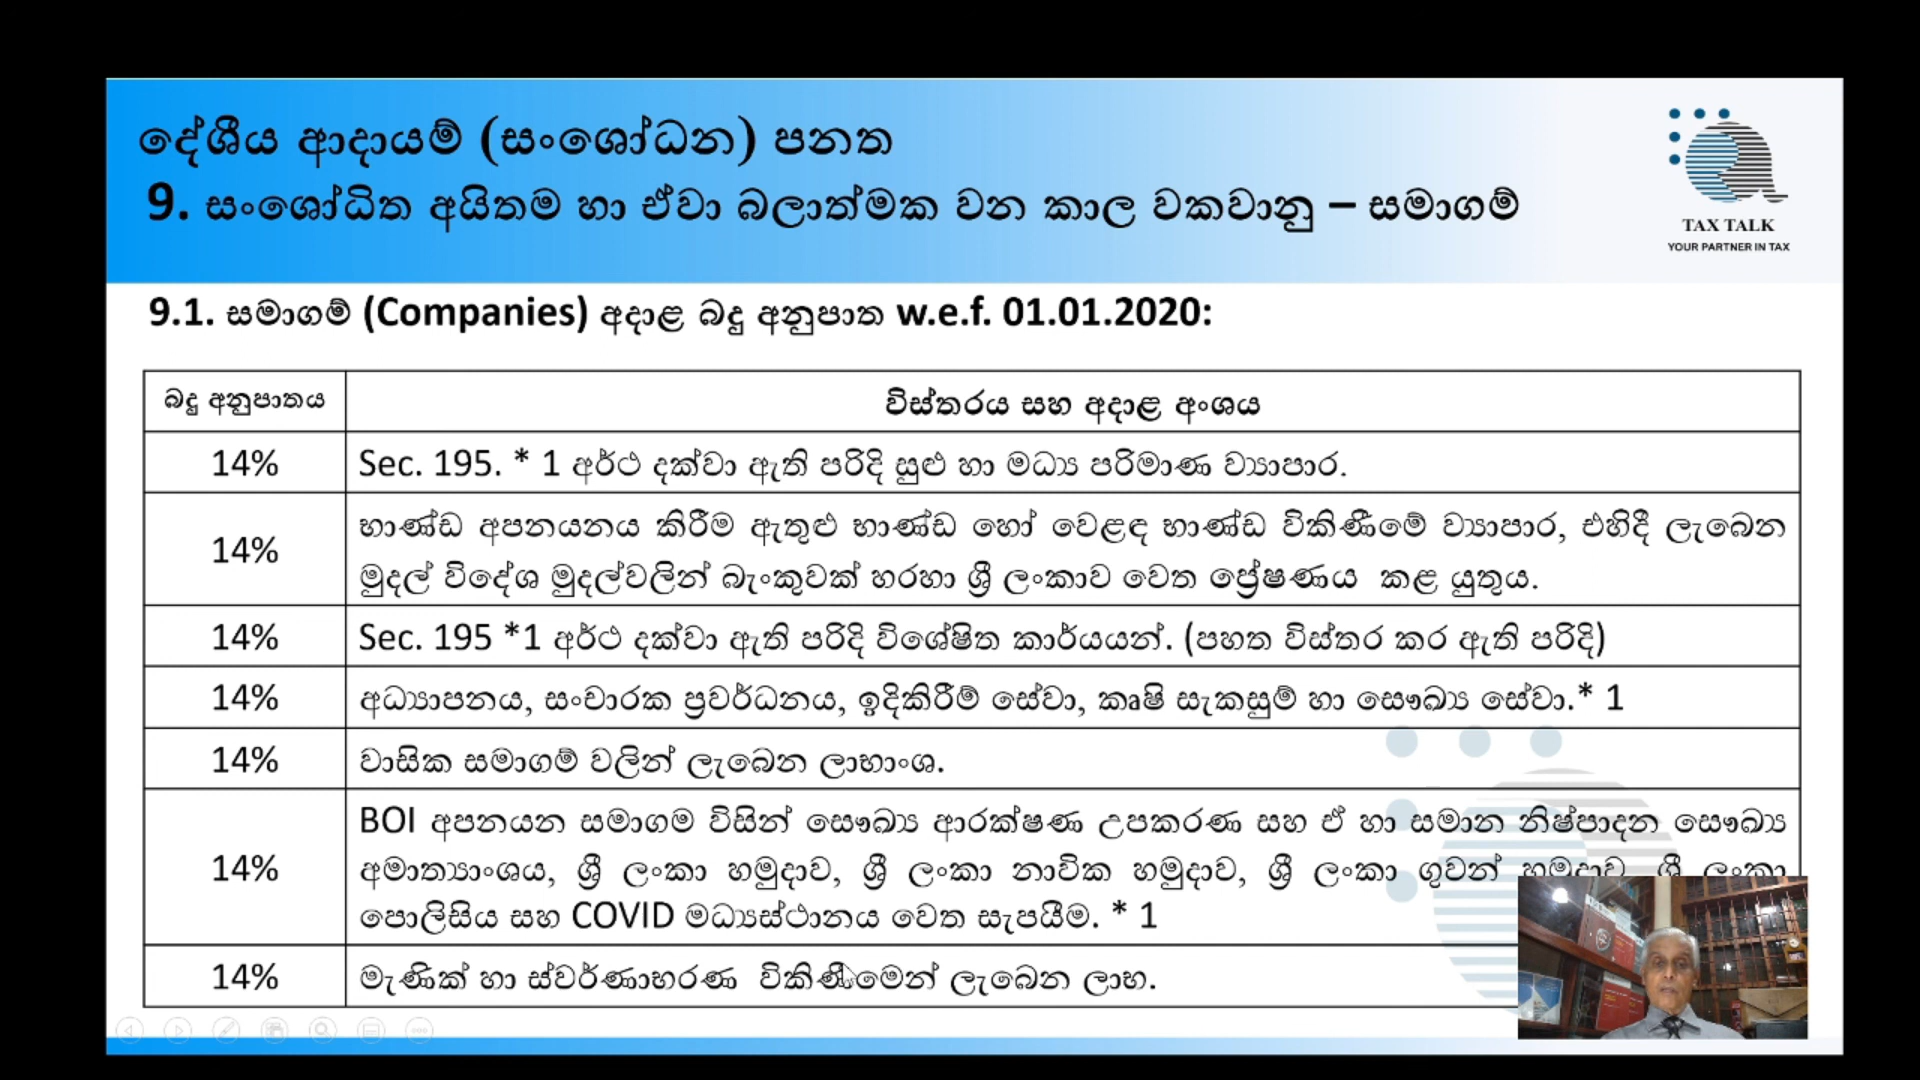 දේශීය ආදායම් (සංශෝධන) පනත
9. සංශෝධිත අයිතම හා ඒවා බලාත්මක වන කාල වකවානු – සමාගම්
TAX TALK
YOUR PARTNER IN TAX
9.1. සමාගම් (Companies) අදාළ බදු අනුපාත w.e.f. 01.01.2020:
බදු අනුපාතය විස්තරය සහ අදාළ අංශය
14% Sec. 195. * 1 අර්ථ දක්වා ඇති පරිදි සුළු හා මධ්‍ය පරිමාණ ව්‍යාපාර.
14% භාණ්ඩ අපනයනය කිරීම ඇතුළු භාණ්ඩ හෝ වෙළඳ භාණ්ඩ විකිණීමේ ව්‍යාපාර, එහිදී ලැබෙන
මුදල් විදේශ මුදල්වලින් බැංකුවක් හරහා ශ්‍රී ලංකාව වෙත ප්‍රේෂණය කළ යුතුය.
14% Sec. 195 *1 අර්ථ දක්වා ඇති පරිදි විශේෂිත කාර්යයන්. (පහත විස්තර කර ඇති පරිදි)
14% අධ්‍යාපනය, සංචාරක ප්‍රවර්ධනය, ඉදිකිරීම් සේවා, කෘෂි සැකසුම් හා සෞඛ්‍ය සේවා.* 1
14% වාසික සමාගම් වලින් ලැබෙන ලාභාංශ.
14% BOI අපනයන සමාගම විසින් සෞඛ්‍ය ආරක්ෂණ උපකරණ සහ ඒ හා සමාන නිෂ්පාදන සෞඛ්‍ය
අමාත්‍යාංශය, ශ්‍රී ලංකා හමුදාව, ශ්‍රී ලංකා නාවික හමුදාව, ශ්‍රී ලංකා ගුවන් හමුදාව, ශ්‍රී ලංකා
පොලිසිය සහ COVID මධ්‍යස්ථානය වෙත සැපයීම. * 1
14% මැණික් හා ස්වර්ණාභරණ විකිණීමෙන් ලැබෙන ලාභ.